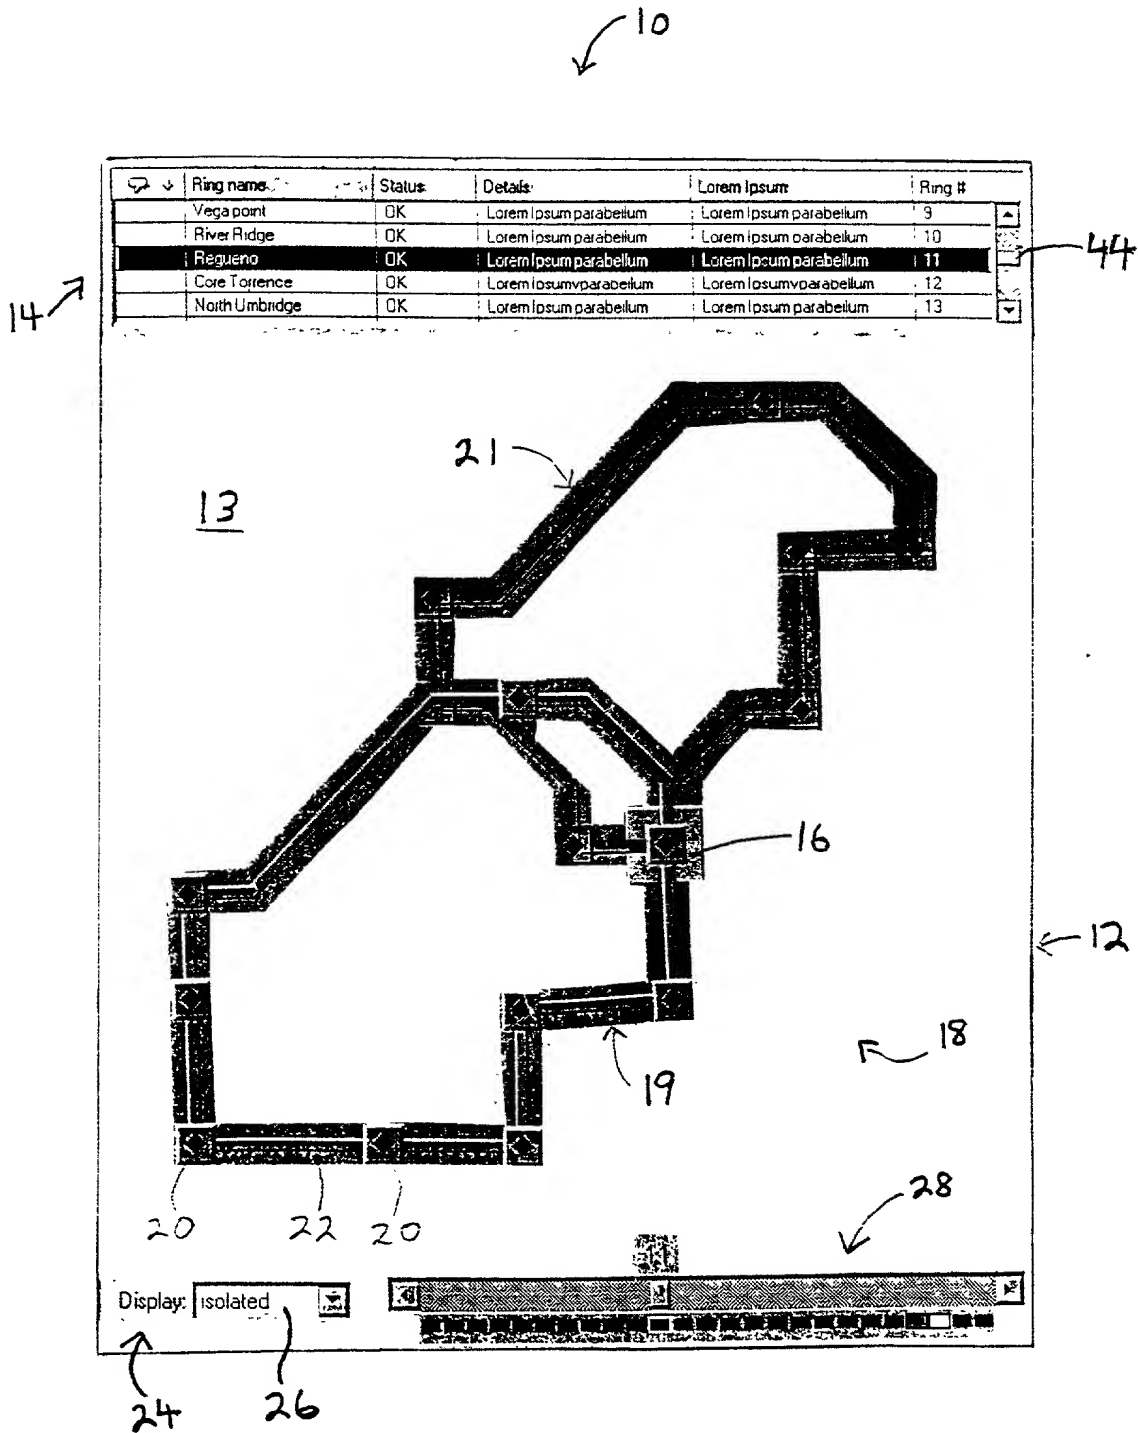 10
Ring name Status Details Lorem Ipsum Ring #
Vega point OK Lorem Ipsum parabellum Lorem Ipsum parabellum 9
River Ridge OK Lorem Ipsum parabellum Lorem Ipsum parabellum 10
Regueno OK Lorem Ipsum parabellum Lorem Ipsum parabellum 11
Core Torrence OK Lorem Ipsumvparabellum Lorem Ipsumvparabellum 12
North Umbridge OK Lorem Ipsum parabellum Lorem Ipsum parabellum 13
44
14
21
13
16
12
18
19
20 22 20
28
Display: isolated
24 26